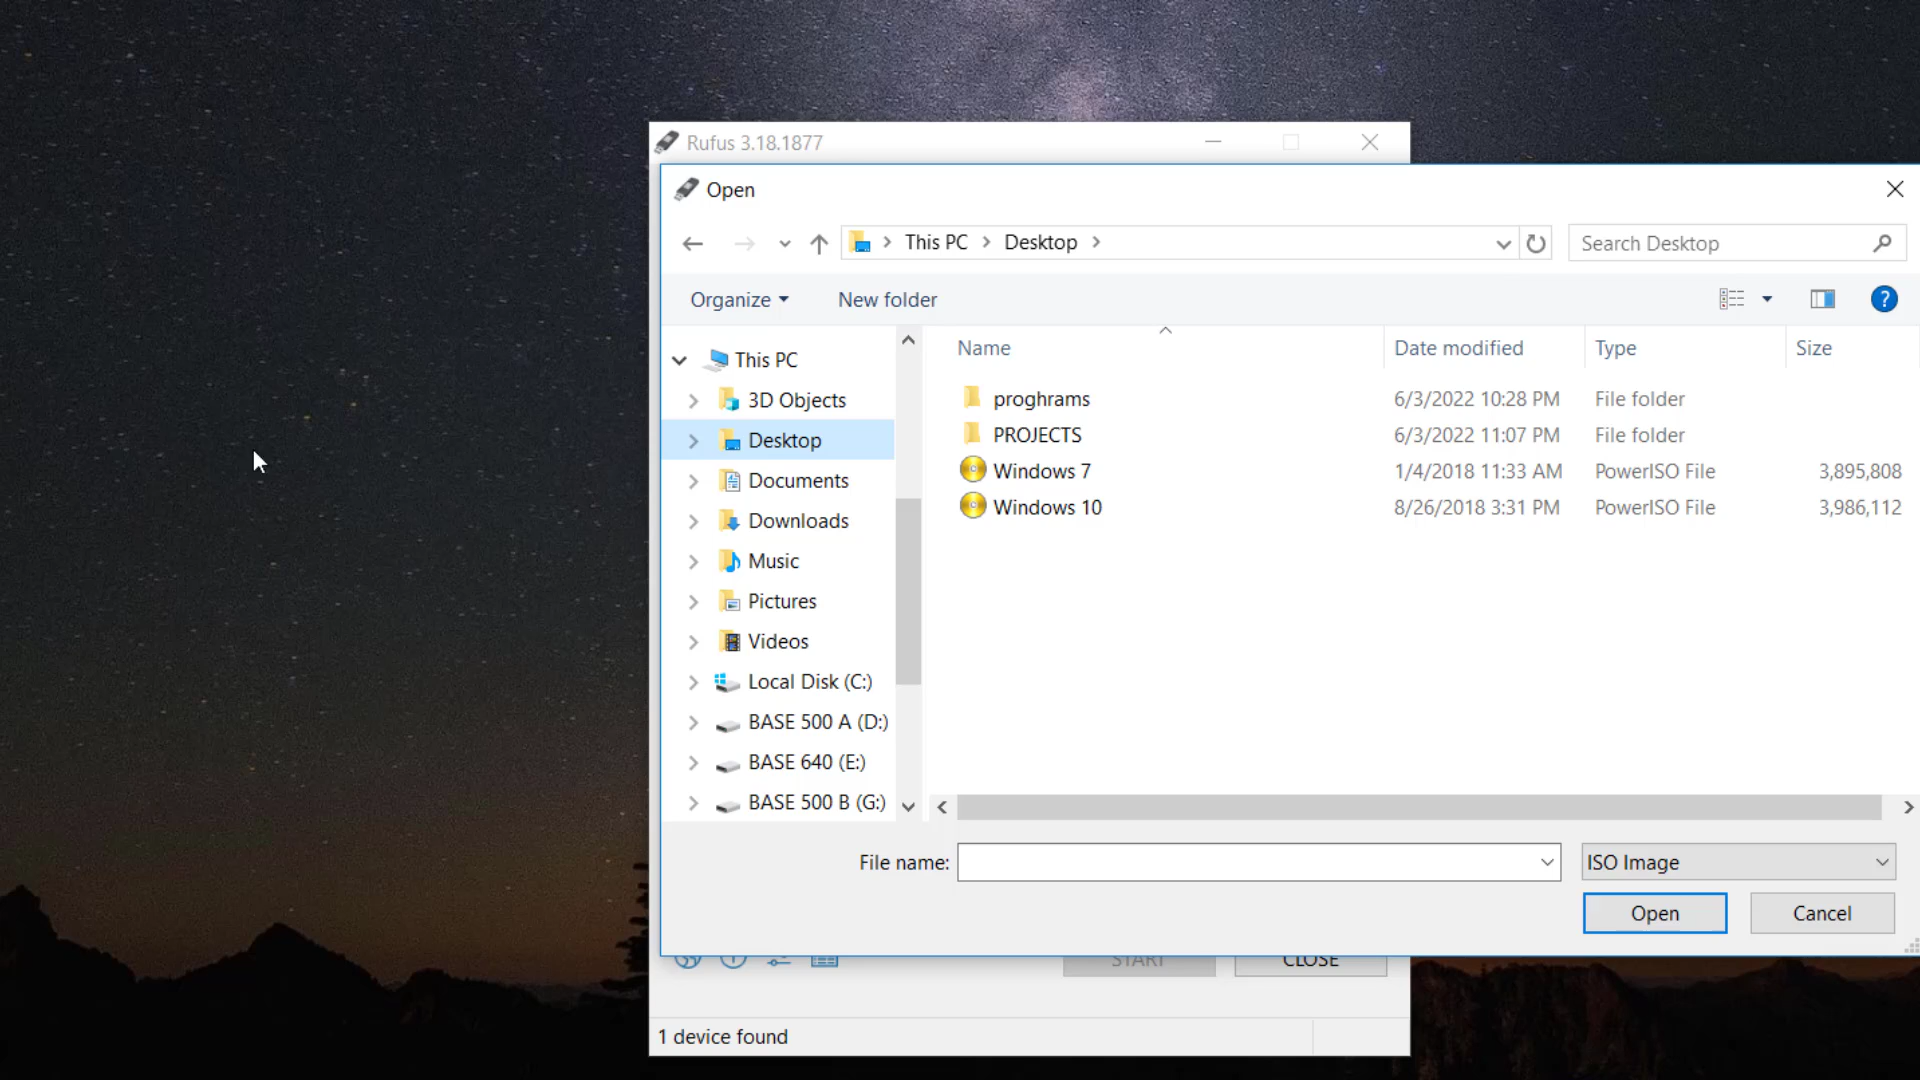 Rufus 3.18.1877
Open
This PC Desktop
Search Desktop
Organize New folder
?
Name Date modified Type Size
This PC
3D Objects
Desktop
Documents
Downloads
Music
Pictures
Videos
Local Disk (C:)
BASE 500 A (D:)
BASE 640 (E:)
BASE 500 B (G:)
proghrams 6/3/2022 10:28 PM File folder
PROJECTS 6/3/2022 11:07 PM File folder
Windows 7 1/4/2018 11:33 AM PowerISO File 3,895,808
Windows 10 8/26/2018 3:31 PM PowerISO File 3,986,112
File name: ISO Image
Open Cancel
START CLOSE
1 device found